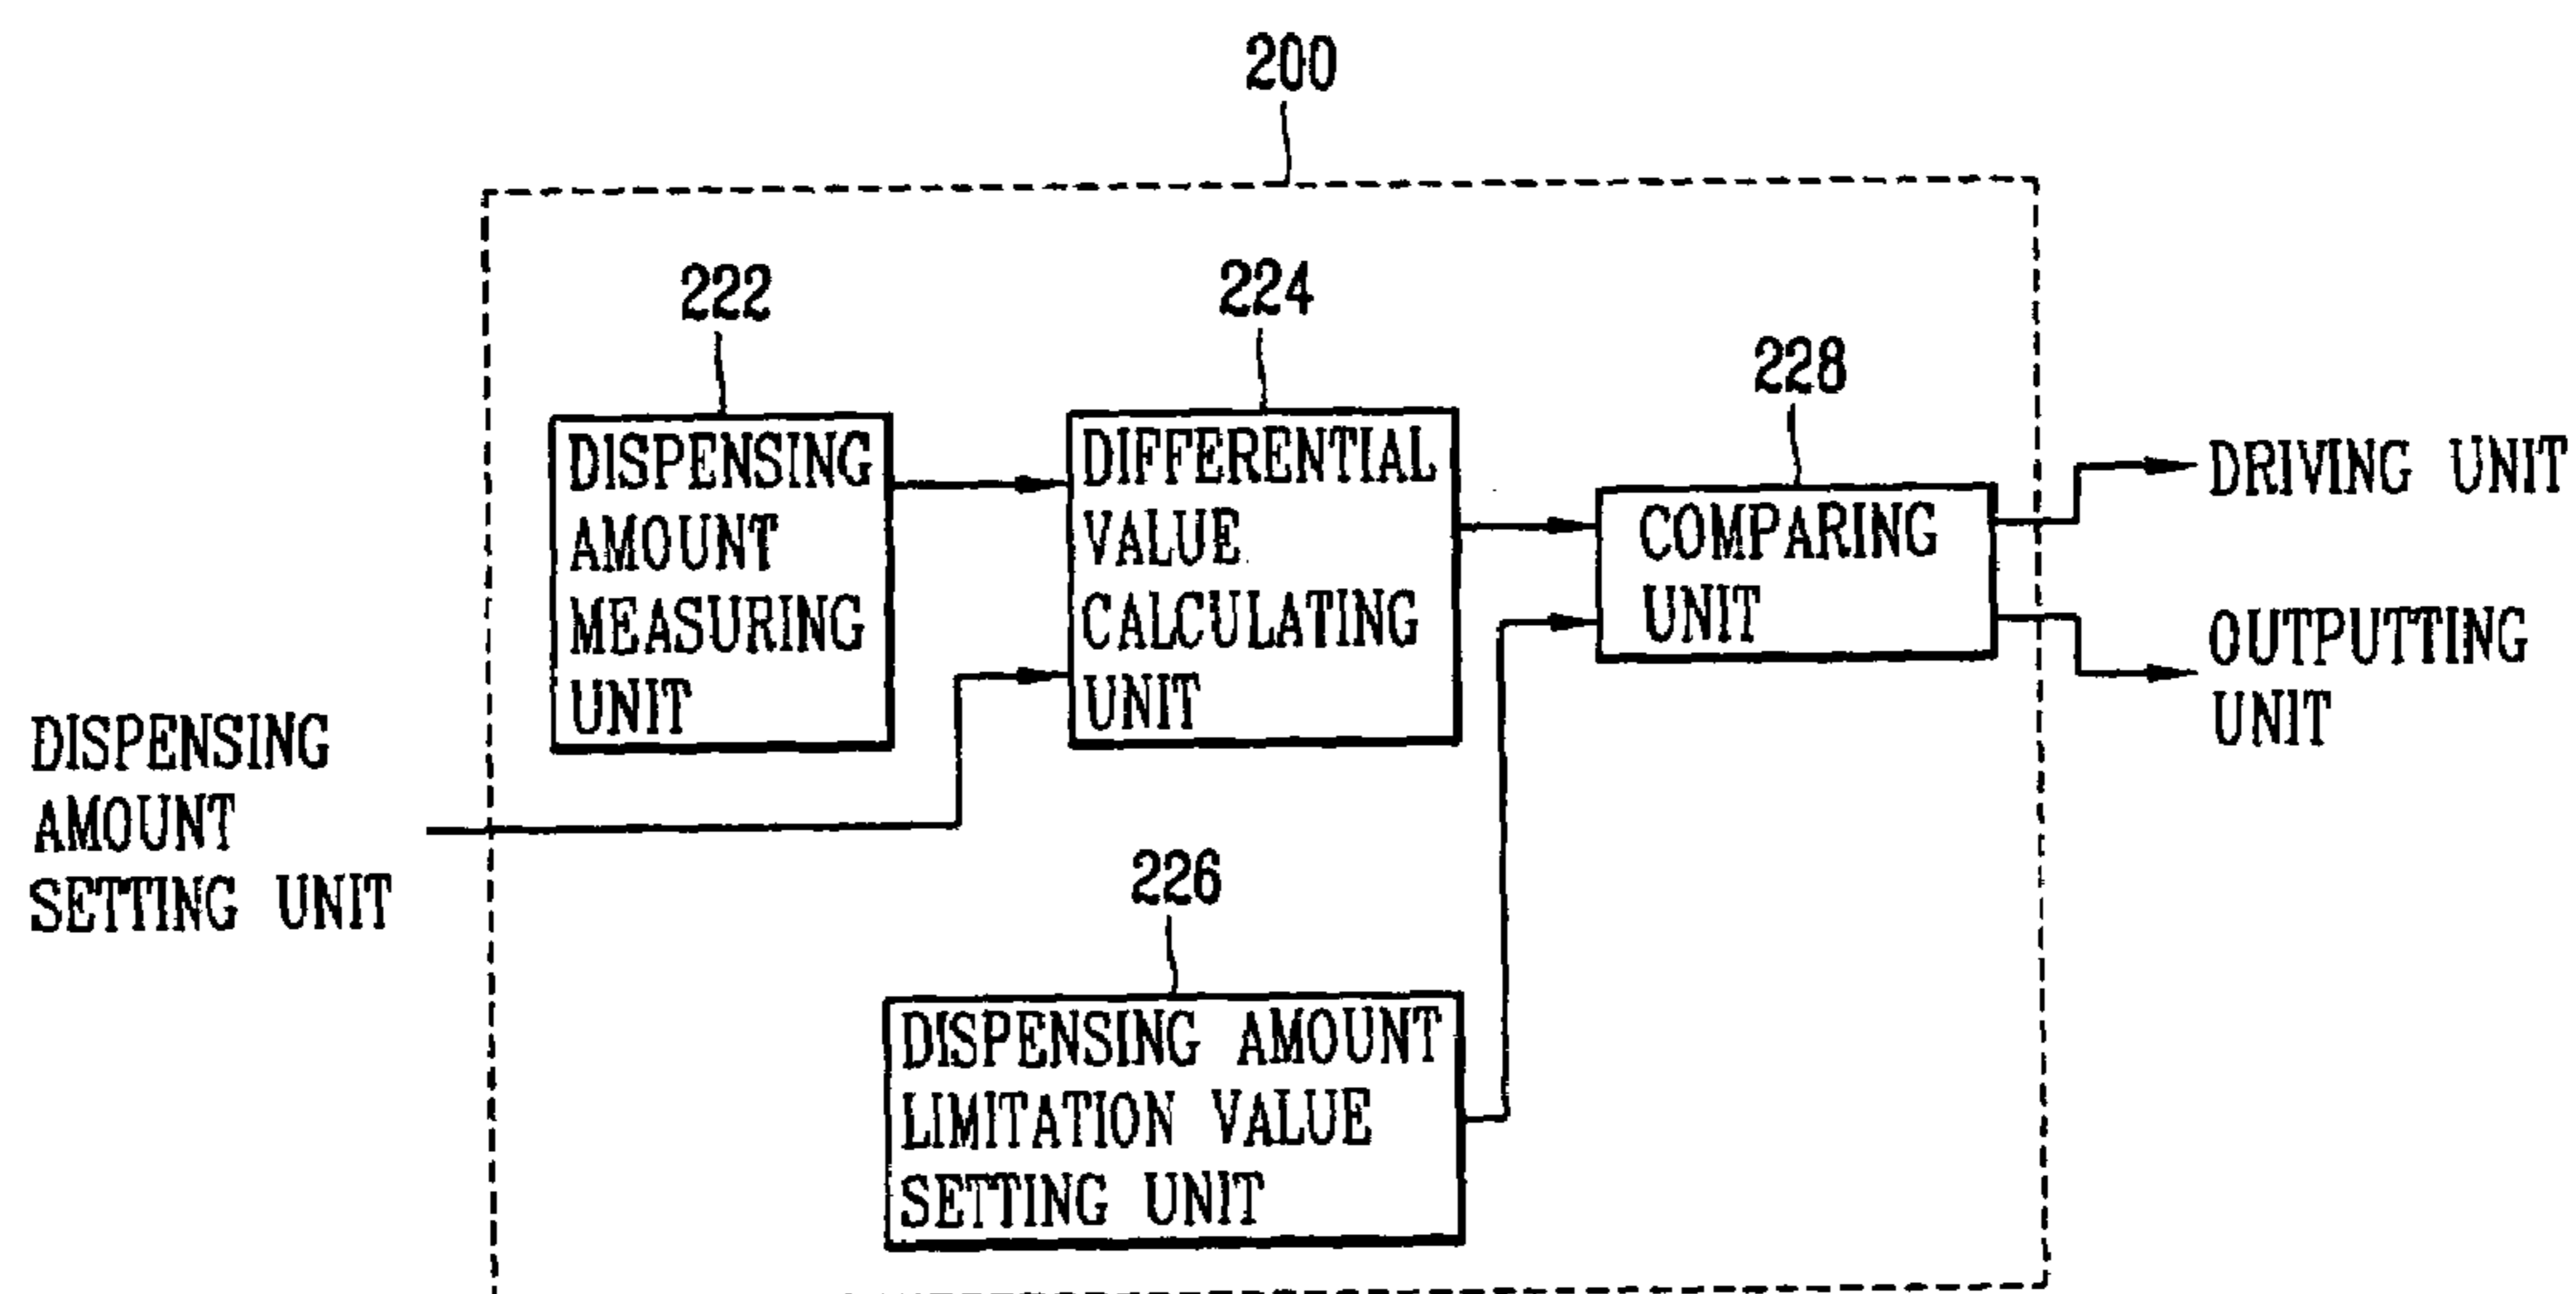 200
222
DISPENSING
AMOUNT
MEASURING
UNIT
224
DIFFERENTIAL
VALUE
CALCULATING
UNIT
228
COMPARING
UNIT
DRIVING UNIT
OUTPUTTING
UNIT
DISPENSING
AMOUNT
SETTING UNIT
226
DISPENSING AMOUNT
LIMITATION VALUE
SETTING UNIT